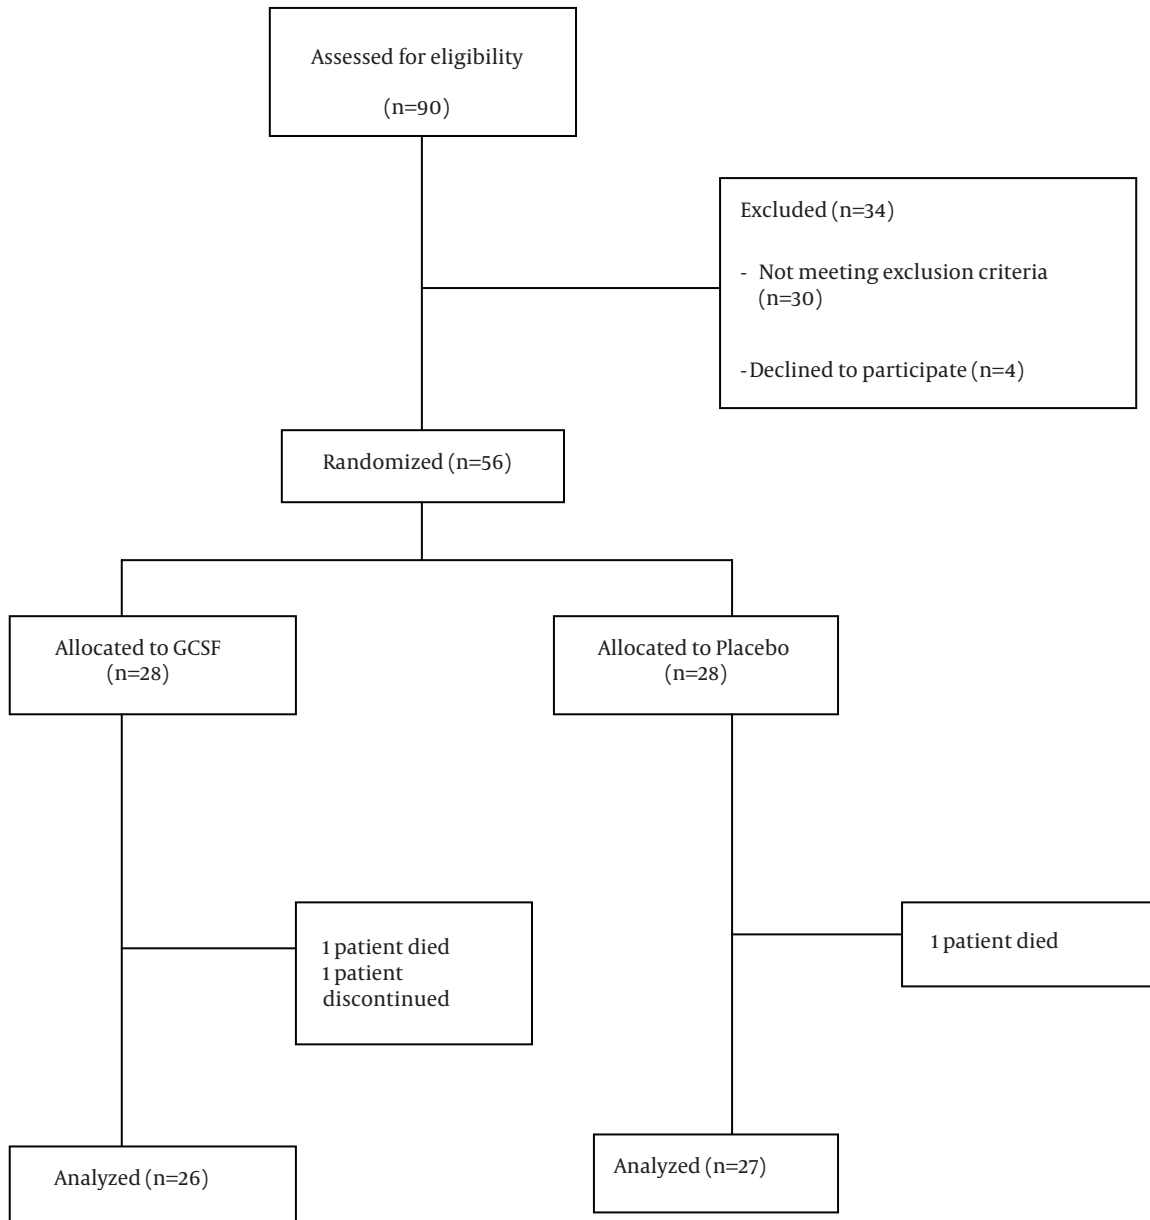 Assessed for eligibility
(n=90)
Excluded (n=34)
- Not meeting exclusion criteria
(n=30)
-Declined to participate (n=4)
Randomized (n=56)
Allocated to GCSF
(n=28)
Allocated to Placebo
(n=28)
1 patient died
1 patient
discontinued
1 patient died
Analyzed (n=26)
Analyzed (n=27)